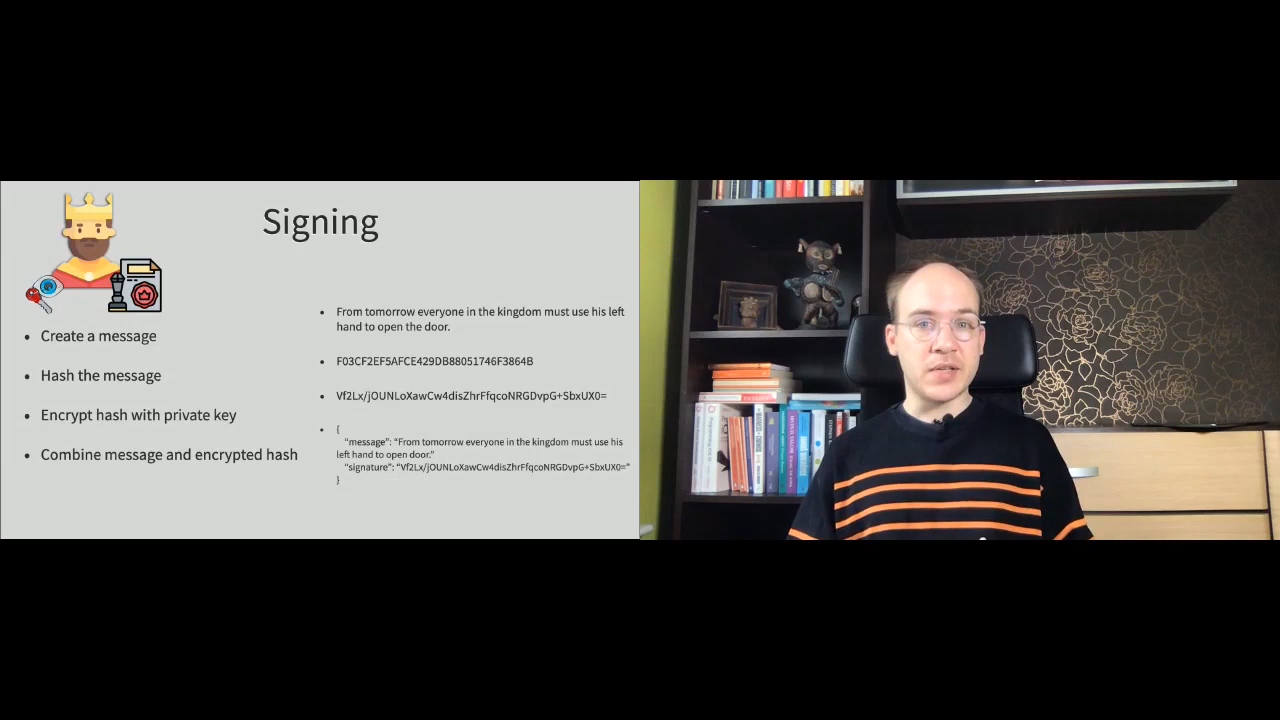 Signing
• Create a message
• Hash the message
• Encrypt hash with private key
• Combine message and encrypted hash
• From tomorrow everyone in the kingdom must use his left
hand to open the door.
• F03CF2EF5AFCE429DB88051746F3864B
• Vf2Lx/jOUNLoXawCw4disZhrFfqcoNRGDvpG+SbxUX0=
• {
"message": “From tomorrow everyone in the kingdom must use his
left hand to open door.”
“signature”: “Vf2Lx/jOUNLoXawCw4disZhrFfqcoNRGDvpG+SbxUX0=”
}